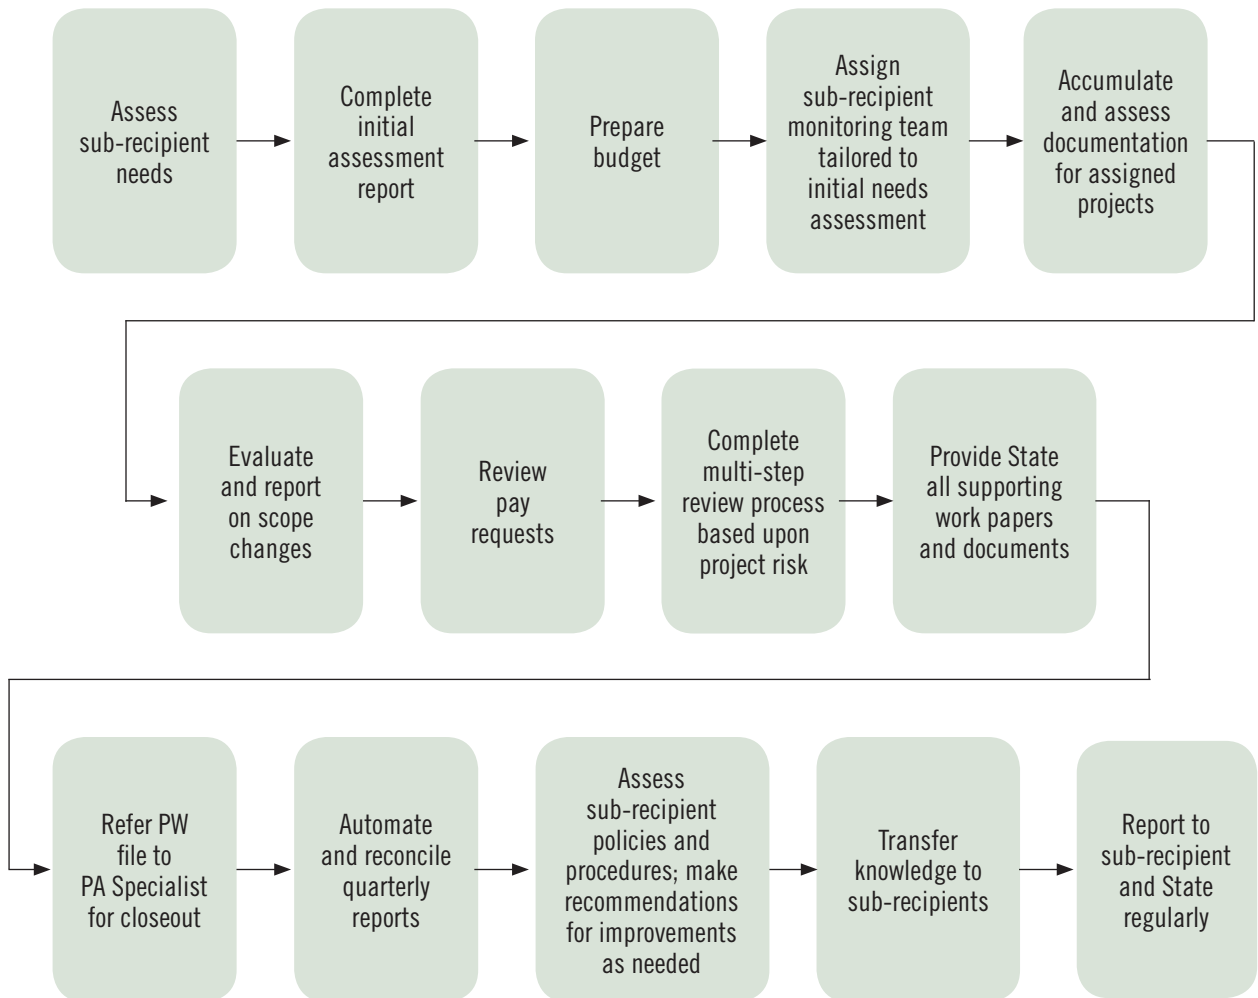 Assess
sub-recipient
needs
Complete
initial
assessment
report
Prepare
budget
Assign
sub-recipient
monitoring team
tailored to
initial needs
assessment
Accumulate
and assess
documentation
for assigned
projects
Evaluate
and report
on scope
changes
Review
pay
requests
Complete
multi-step
review process
based upon
project risk
Provide State
all supporting
work papers
and documents
Refer PW
file to
PA Specialist
for closeout
Automate
and reconcile
quarterly
reports
Assess
sub-recipient
policies and
procedures; make
recommendations
for improvements
as needed
Transfer
knowledge to
sub-recipients
Report to
sub-recipient
and State
regularly